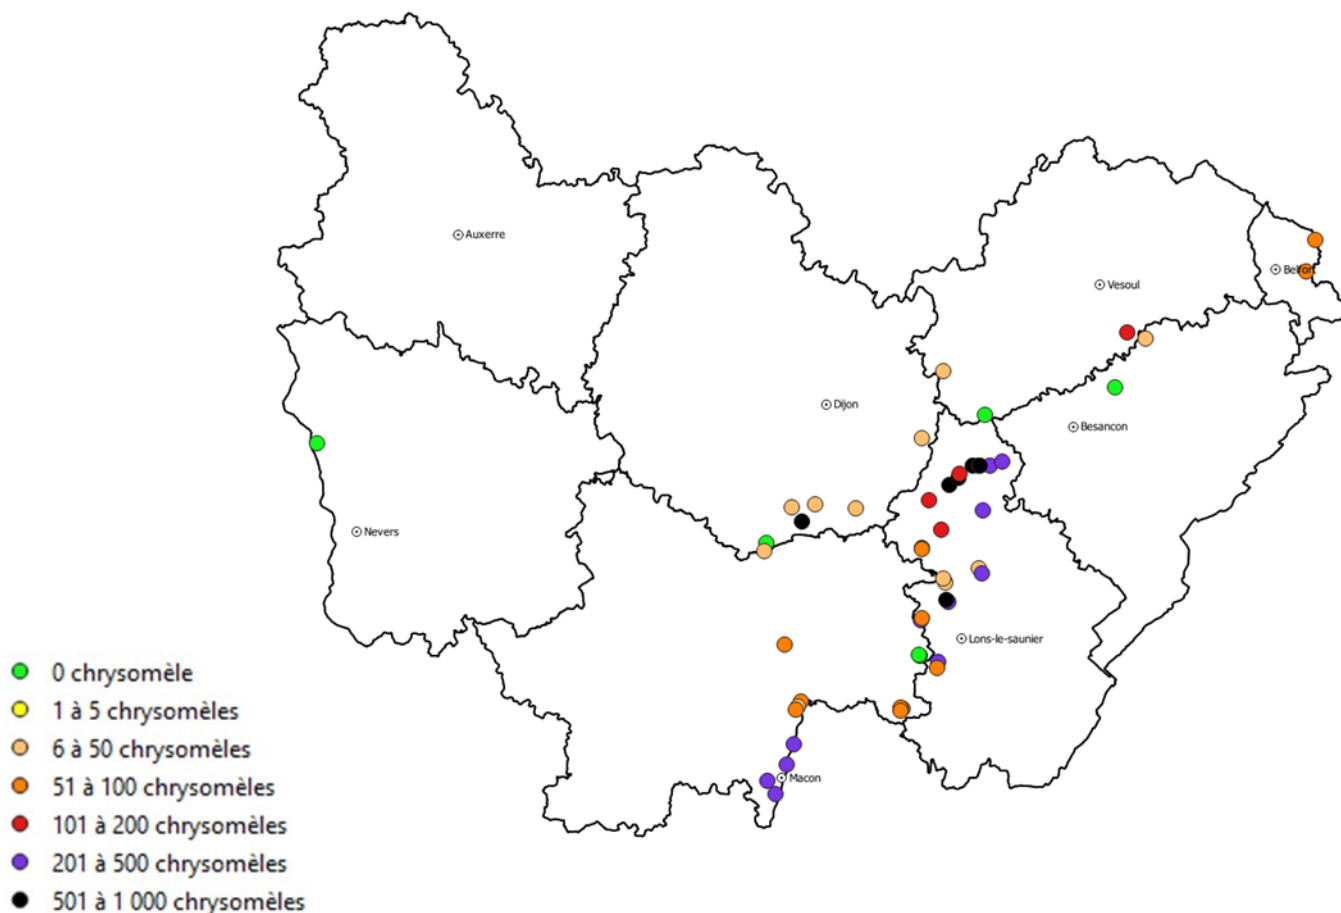 Auxerre
Belfort
Vesoul
Dijon
Besancon
Nevers
Lons-le-saunier
Macon
0 chrysomèle
1 à 5 chrysomèles
6 à 50 chrysomèles
51 à 100 chrysomèles
101 à 200 chrysomèles
201 à 500 chrysomèles
501 à 1 000 chrysomèles